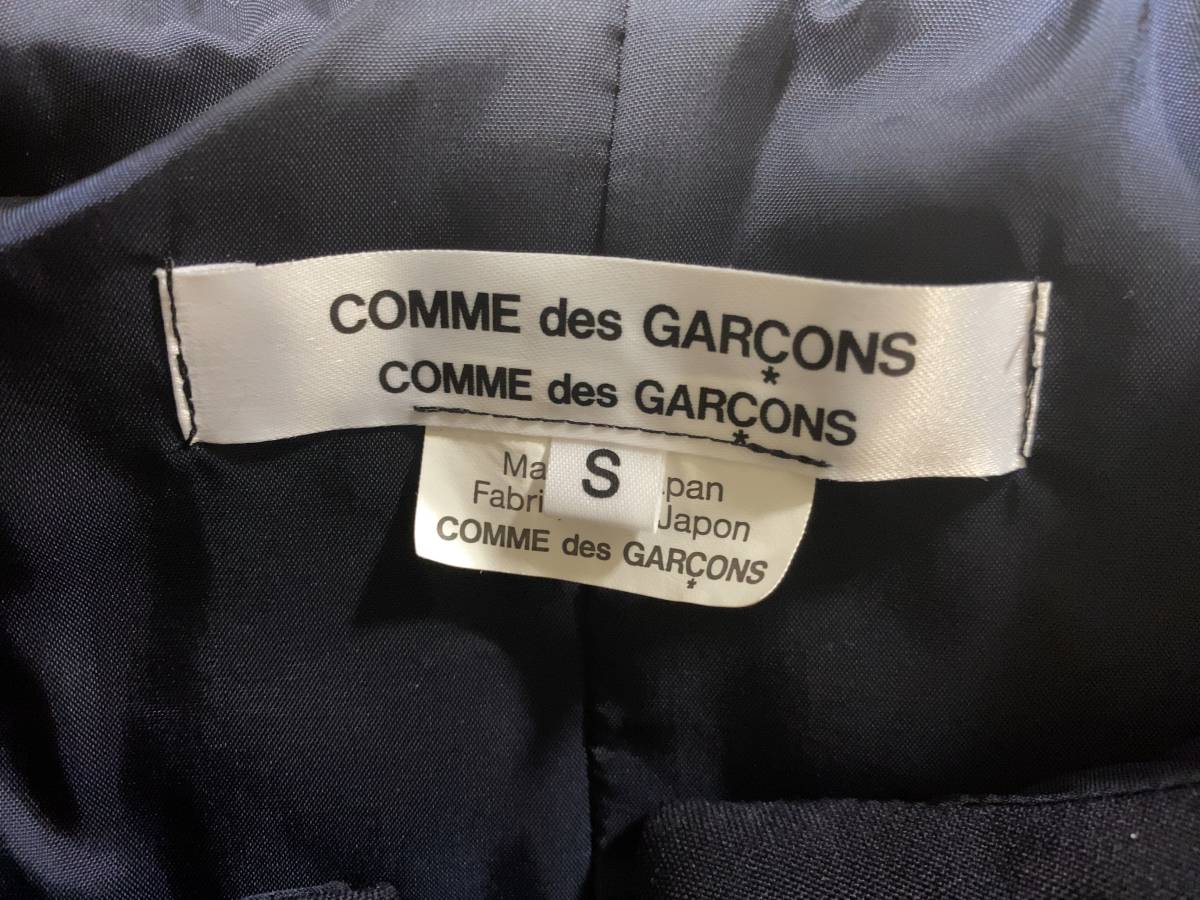 COMME des GARÇONS
COMME des GARÇONS
S
Ma pan
Fabri Japon
COMME des GARÇONS